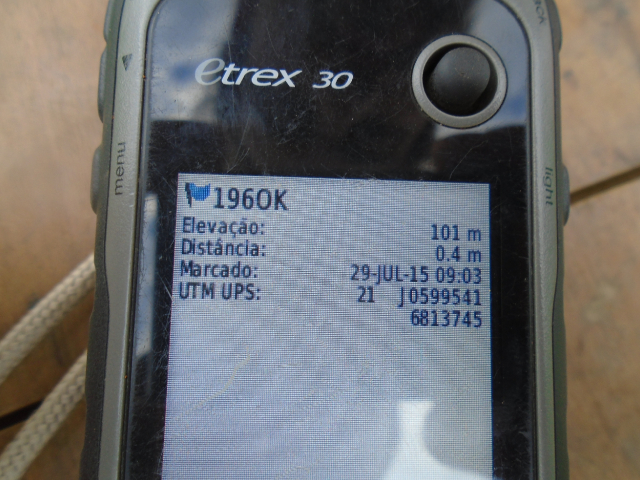 etrex 30
menu
light
196OK
Elevação: 101 m
Distância: 0.4 m
Marcado: 29-JUL-15 09:03
UTM UPS: 21 J0599541
6813745